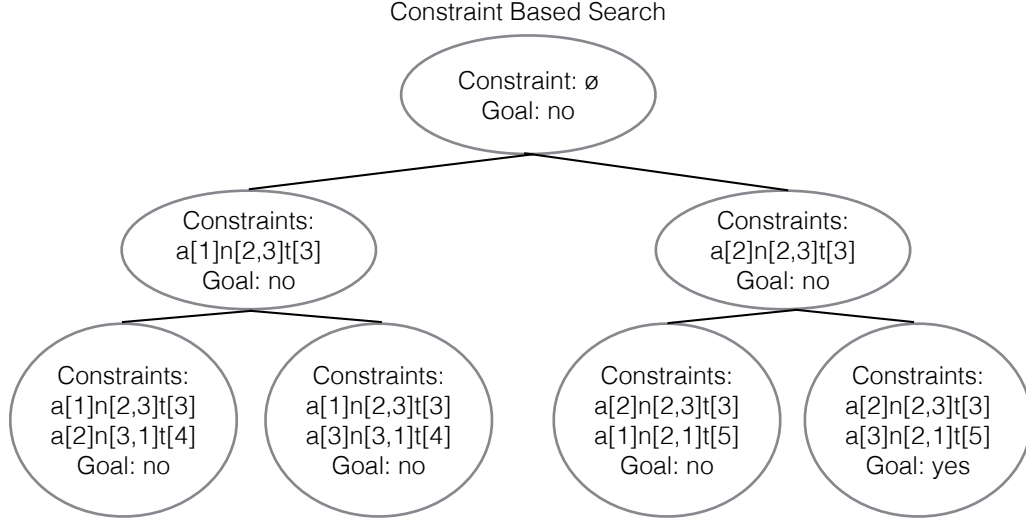 Constraint Based Search
Constraint: ø
Goal: no
Constraints:
a[1]n[2,3]t[3]
Goal: no
Constraints:
a[2]n[2,3]t[3]
Goal: no
Constraints:
a[1]n[2,3]t[3]
a[2]n[3,1]t[4]
Goal: no
Constraints:
a[1]n[2,3]t[3]
a[3]n[3,1]t[4]
Goal: no
Constraints:
a[2]n[2,3]t[3]
a[1]n[2,1]t[5]
Goal: no
Constraints:
a[2]n[2,3]t[3]
a[3]n[2,1]t[5]
Goal: yes